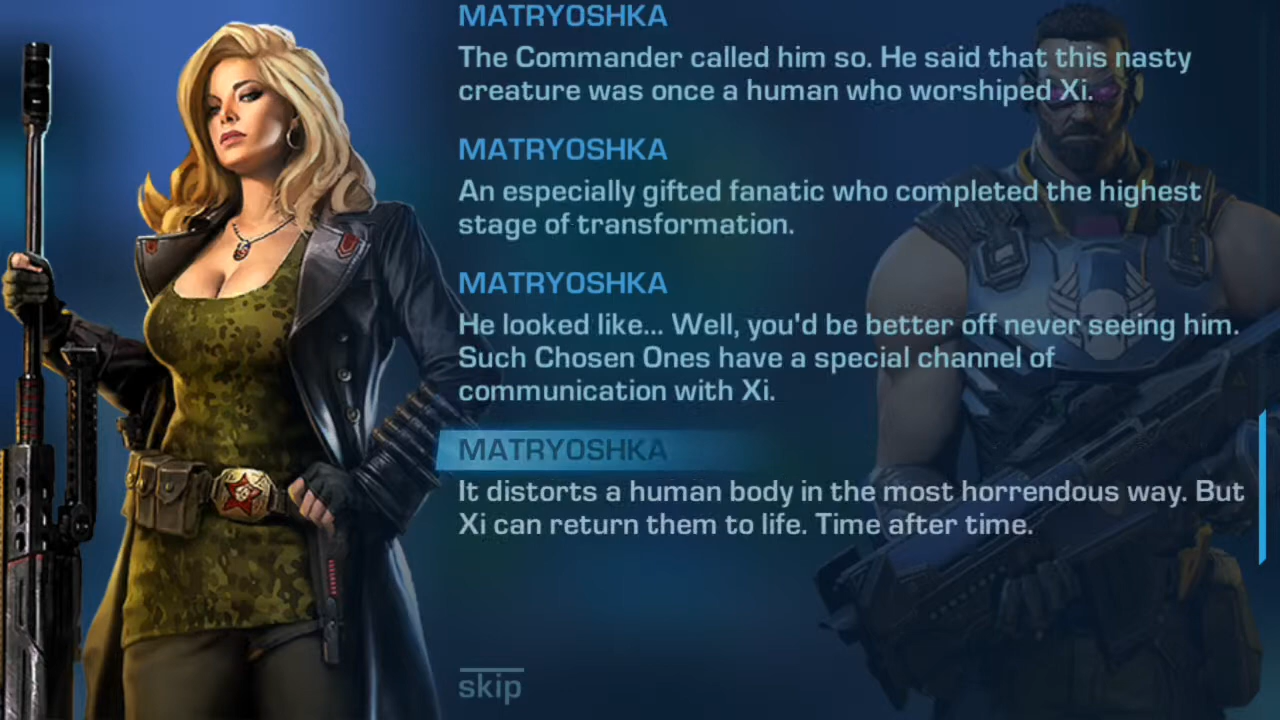 MATRYOSHKA
The Commander called him so. He said that this nasty
creature was once a human who worshiped Xi.
MATRYOSHKA
An especially gifted fanatic who completed the highest
stage of transformation.
MATRYOSHKA
He looked like... Well, you'd be better off never seeing him.
Such Chosen Ones have a special channel of
communication with Xi.
MATRYOSHKA
It distorts a human body in the most horrendous way. But
Xi can return them to life. Time after time.
skip